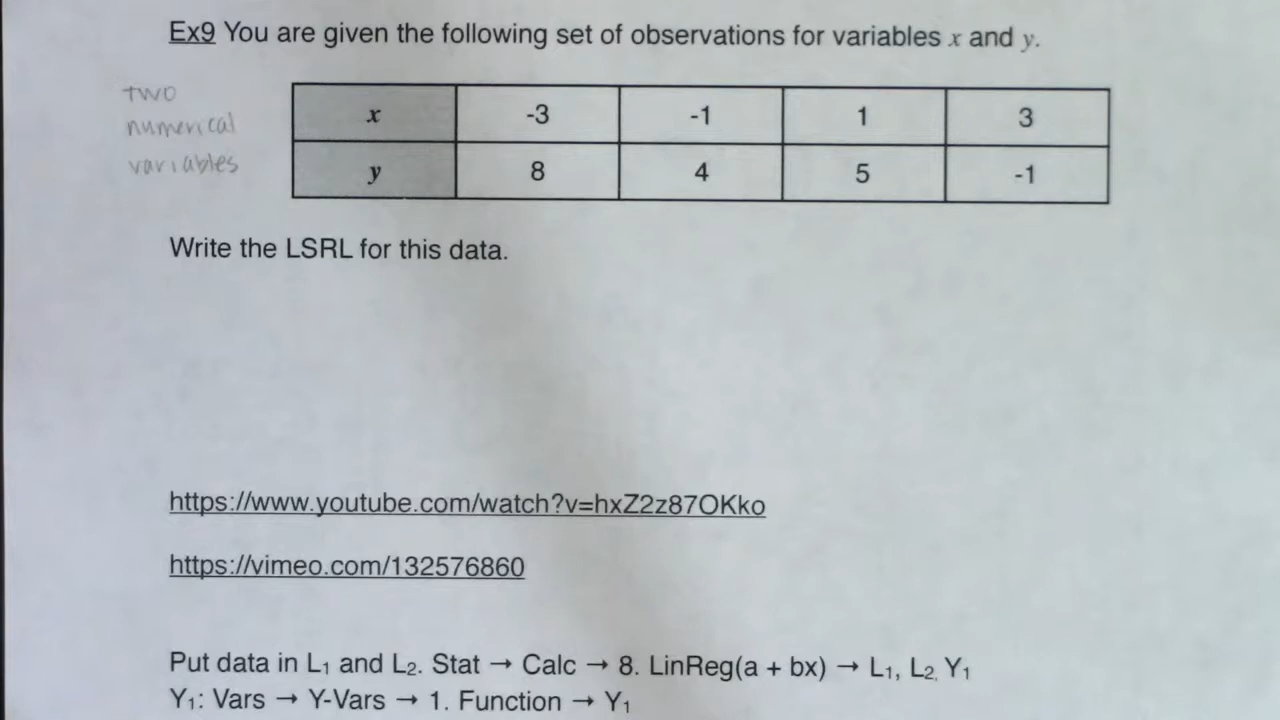 Ex9 You are given the following set of observations for variables x and y.
two
numerical
variables
x -3 -1 1 3
y 8 4 5 -1
Write the LSRL for this data.
https://www.youtube.com/watch?v=hxZ2z87OKko
https://vimeo.com/132576860
Put data in L₁ and L₂. Stat → Calc → 8. LinReg(a + bx) → L₁, L₂, Y₁
Y₁: Vars → Y-Vars → 1. Function → Y₁